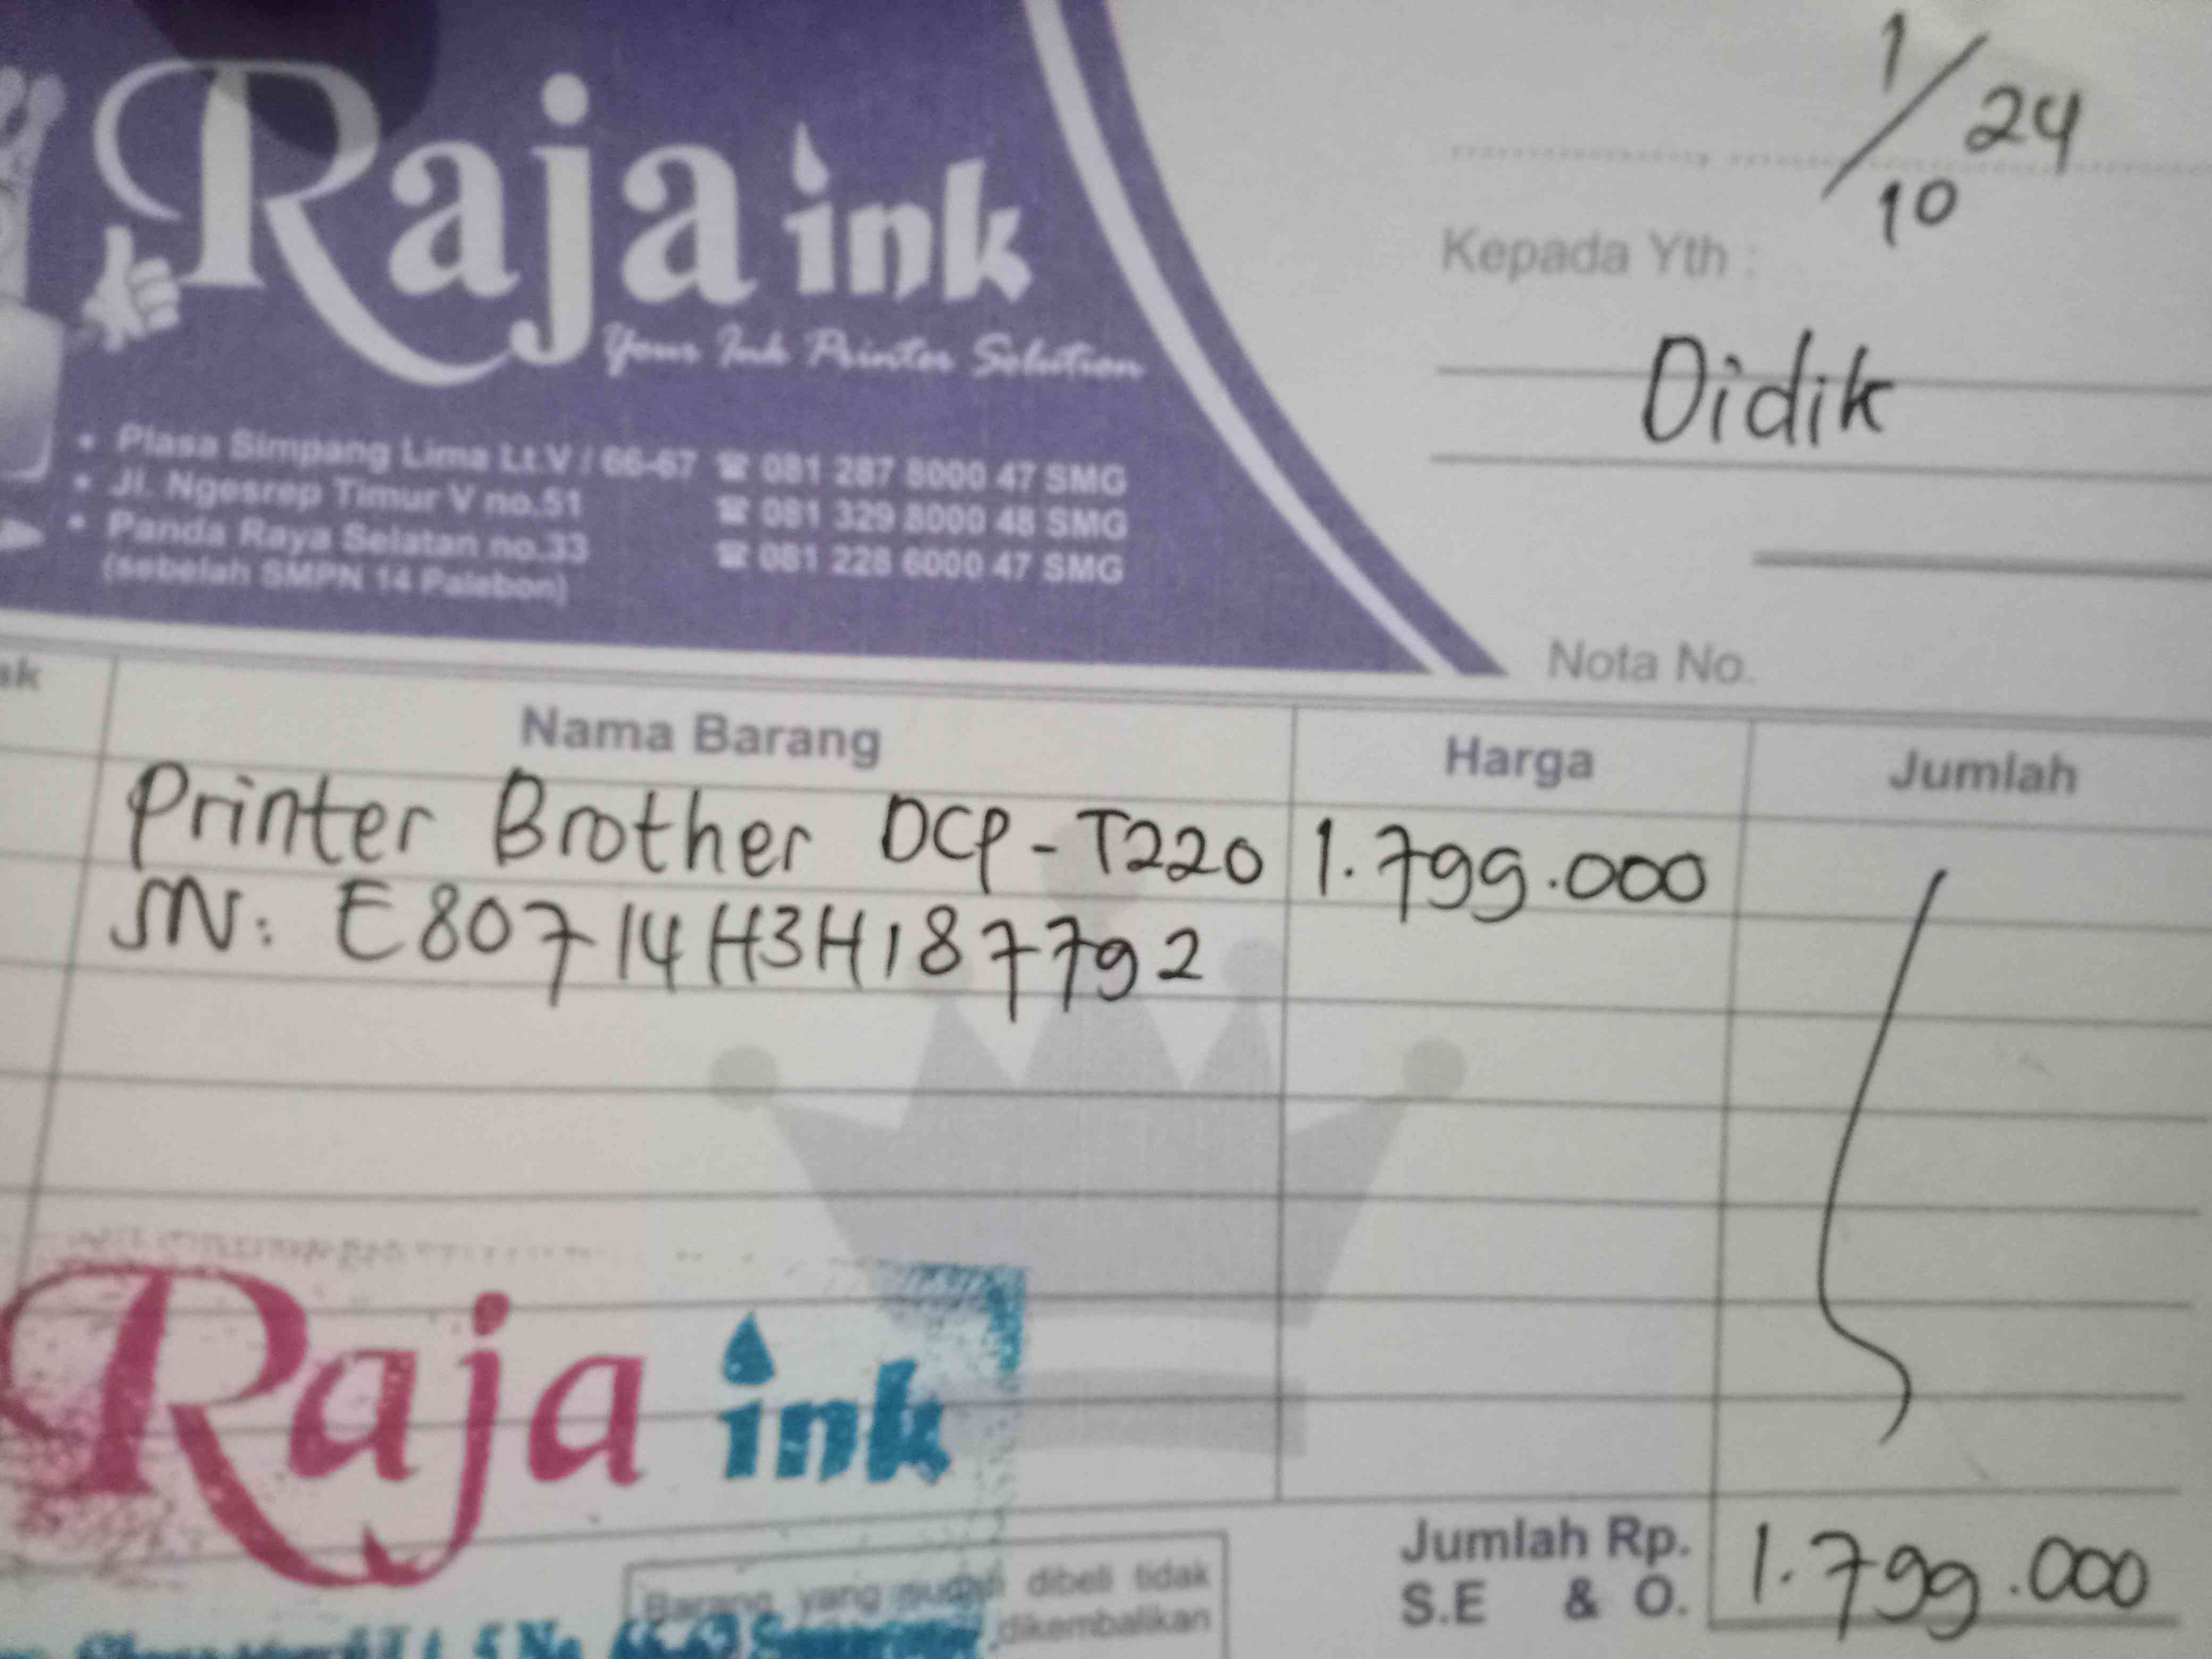 Raja ink
Your Ink Printer Solution
• Plasa Simpang Lima Lt.V / 66-67 ☎ 081 287 8000 47 SMG
• Jl. Ngesrep Timur V no.51 ☎ 081 329 8000 48 SMG
• Panda Raya Selatan no.33 ☎ 081 228 6000 47 SMG
(sebelah SMPN 14 Palebon)
1/10 24
Kepada Yth :
Didik
Nota No.
Nama Barang Harga Jumlah
Printer Brother DCP-T220 1.799.000
SN: E80714H3H187792
Raja ink
Barang yang sudah dibeli tidak
dikembalikan
Jumlah Rp. 1.799.000
S.E & O.